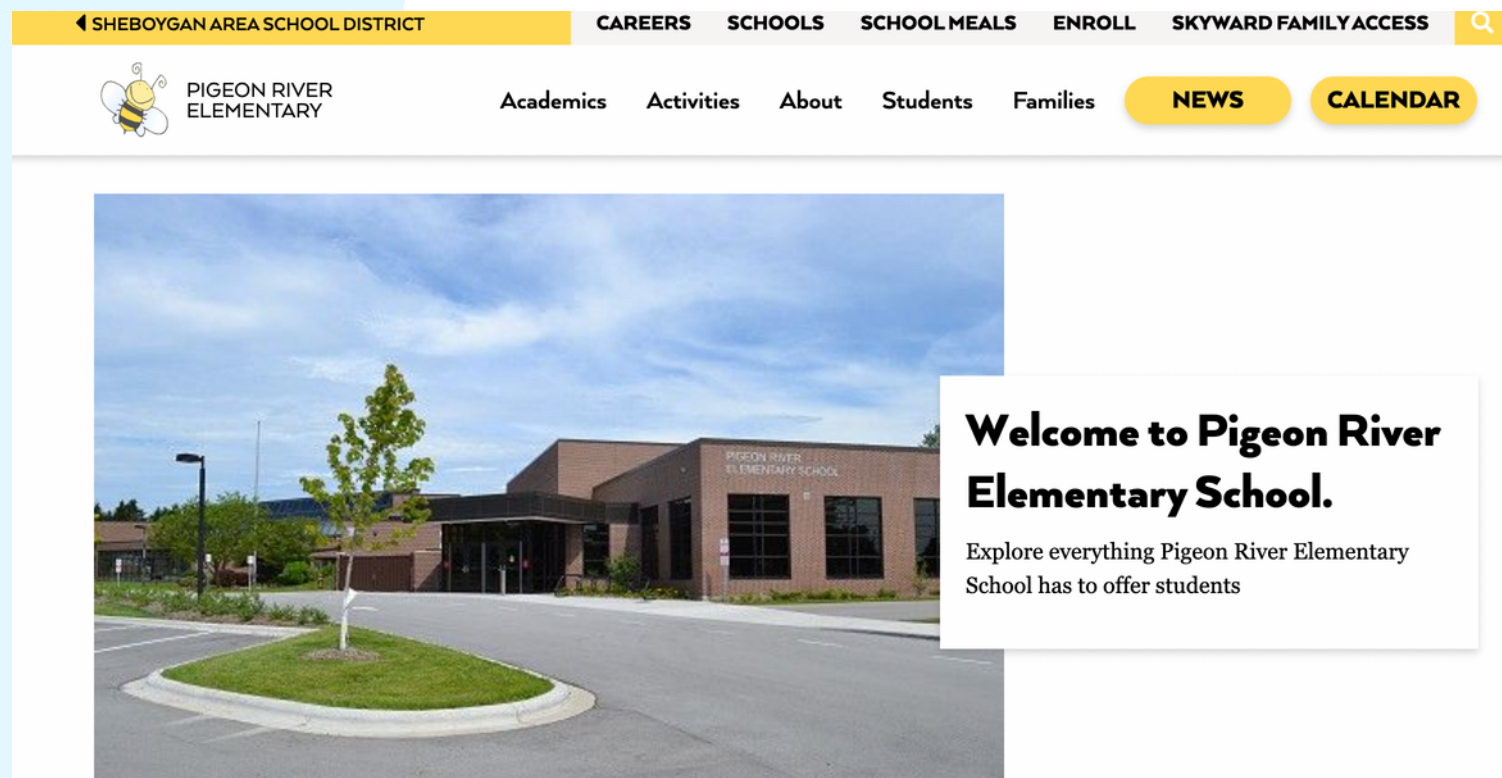 SHEBOYGAN AREA SCHOOL DISTRICT
CAREERS SCHOOLS SCHOOL MEALS ENROLL SKYWARD FAMILY ACCESS
PIGEON RIVER
ELEMENTARY
Academics Activities About Students Families NEWS CALENDAR
PIGEON RIVER
ELEMENTARY SCHOOL
Welcome to Pigeon River
Elementary School.
Explore everything Pigeon River Elementary
School has to offer students